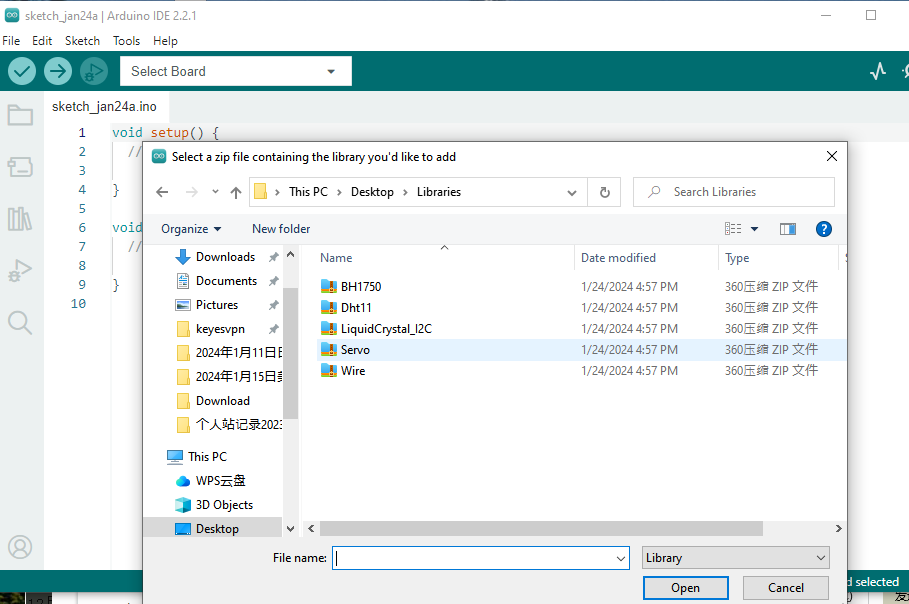 sketch_jan24a | Arduino IDE 2.2.1
File Edit Sketch Tools Help
Select Board
sketch_jan24a.ino
1 void setup() {
2 //
3
4 }
5
6 void
7 //
8
9 }
10
Select a zip file containing the library you'd like to add
This PC > Desktop > Libraries
Search Libraries
Organize New folder
Downloads
Documents
Pictures
keyesvpn
2024年1月11日
2024年1月15日
Download
个人站记录2023
This PC
WPS云盘
3D Objects
Desktop
Name Date modified Type
BH1750 1/24/2024 4:57 PM 360压缩 ZIP 文件
Dht11 1/24/2024 4:57 PM 360压缩 ZIP 文件
LiquidCrystal_I2C 1/24/2024 4:57 PM 360压缩 ZIP 文件
Servo 1/24/2024 4:57 PM 360压缩 ZIP 文件
Wire 1/24/2024 4:57 PM 360压缩 ZIP 文件
File name:
Library
Open Cancel
selected